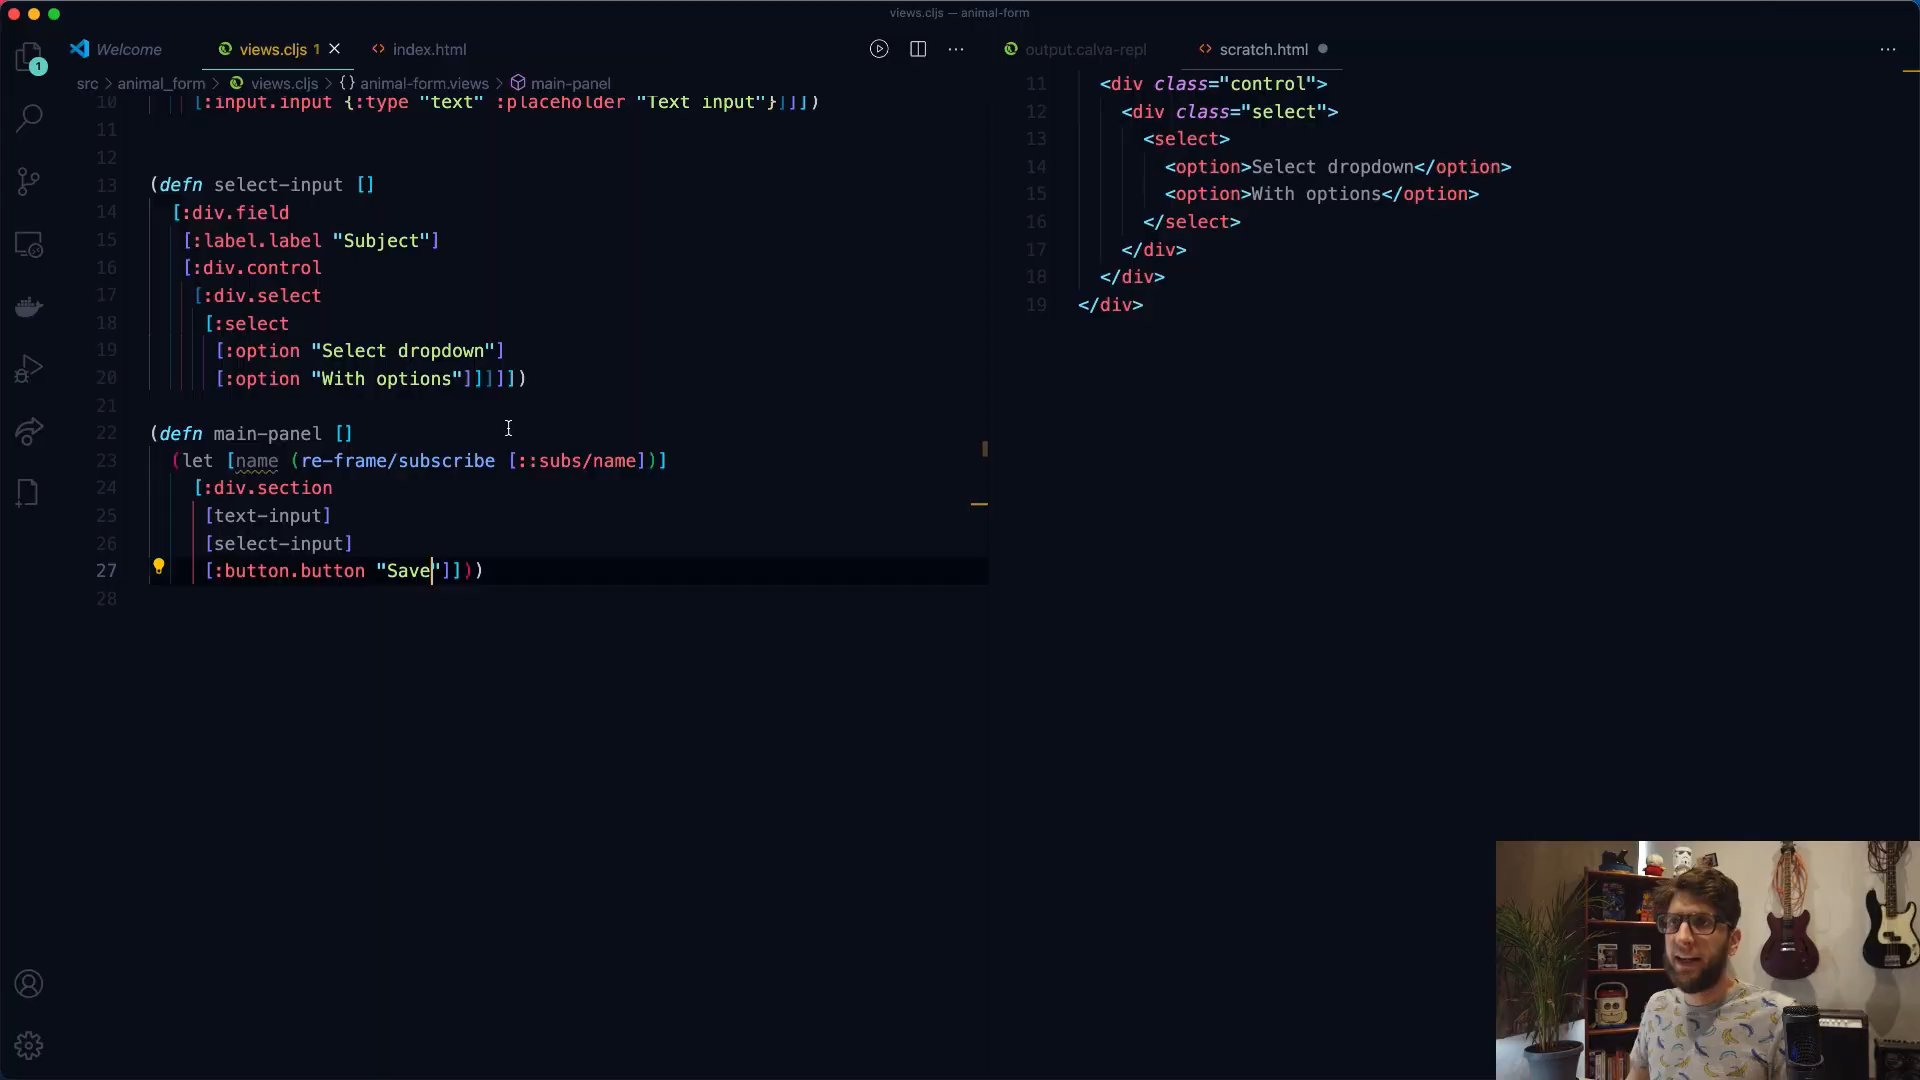 views.cljs — animal-form
Welcome
views.cljs 1
index.html
output.calva-repl
scratch.html
1
src > animal_form > views.cljs > {} animal-form.views > main-panel
10 [:input.input {:type "text" :placeholder "Text input"}]]])
11
12
13 (defn select-input []
14 [:div.field
15 [:label.label "Subject"]
16 [:div.control
17 [:div.select
18 [:select
19 [:option "Select dropdown"]
20 [:option "With options"]]]]])
21
22 (defn main-panel []
23 (let [name (re-frame/subscribe [::subs/name])]
24 [:div.section
25 [text-input]
26 [select-input]
27 [:button.button "Save"]]))
28
11 <div class="control">
12 <div class="select">
13 <select>
14 <option>Select dropdown</option>
15 <option>With options</option>
16 </select>
17 </div>
18 </div>
19 </div>